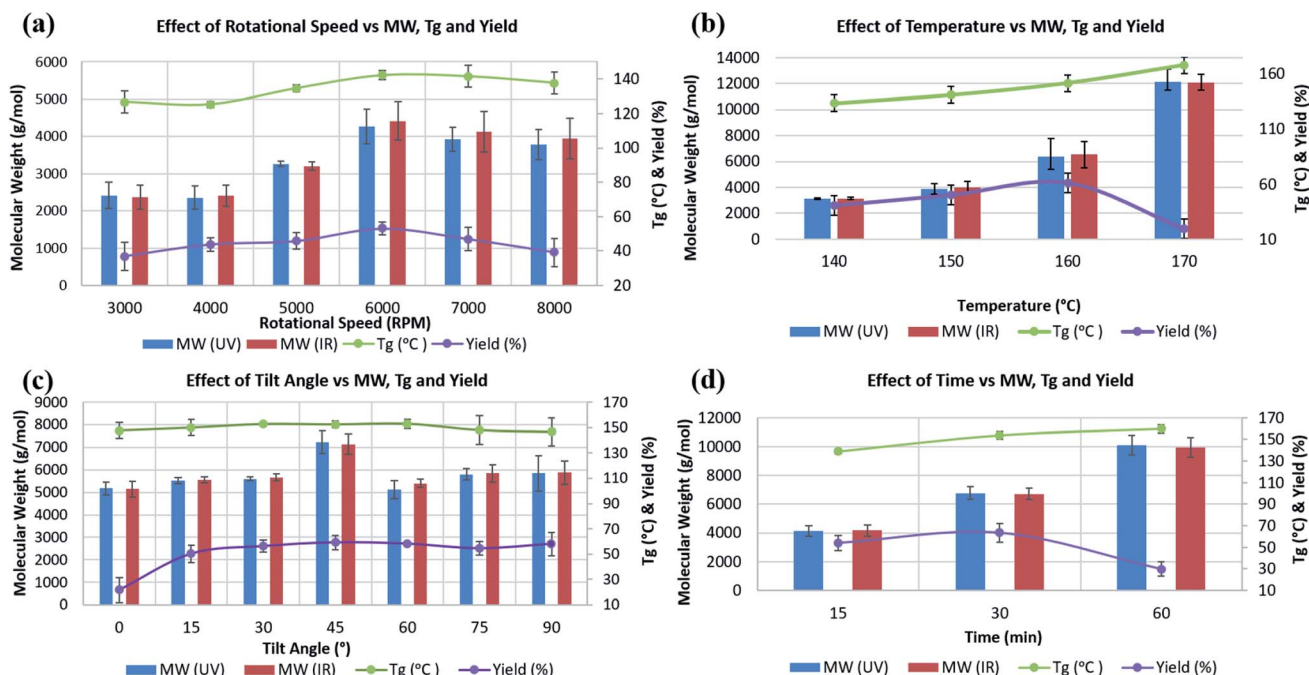 (a)
Effect of Rotational Speed vs MW, Tg and Yield
Molecular Weight (g/mol)
6000
5000
4000
3000
2000
1000
0
140
120
100
80
60
40
20
Tg (°C) & Yield (%)
3000 4000 5000 6000 7000 8000
Rotational Speed (RPM)
MW (UV) MW (IR) Tg (°C ) Yield (%)
(b)
Effect of Temperature vs MW, Tg and Yield
Molecular Weight (g/mol)
14000
12000
10000
8000
6000
4000
2000
0
160
110
60
10
Tg (°C) & Yield (%)
140 150 160 170
Temperature (°C)
MW (UV) MW (IR) Tg (°C ) Yield (%)
(c)
Effect of Tilt Angle vs MW, Tg and Yield
Molecular Weight (g/mol)
9000
8000
7000
6000
5000
4000
3000
2000
1000
0
170
150
130
110
90
70
50
30
10
Tg (°C) & Yield (%)
0 15 30 45 60 75 90
Tilt Angle (°)
MW (UV) MW (IR) Tg (°C ) Yield (%)
(d)
Effect of Time vs MW, Tg and Yield
Molecular Weight (g/mol)
12000
10000
8000
6000
4000
2000
0
170
150
130
110
90
70
50
30
10
Tg (°C) & Yield (%)
15 30 60
Time (min)
MW (UV) MW (IR) Tg (°C ) Yield (%)